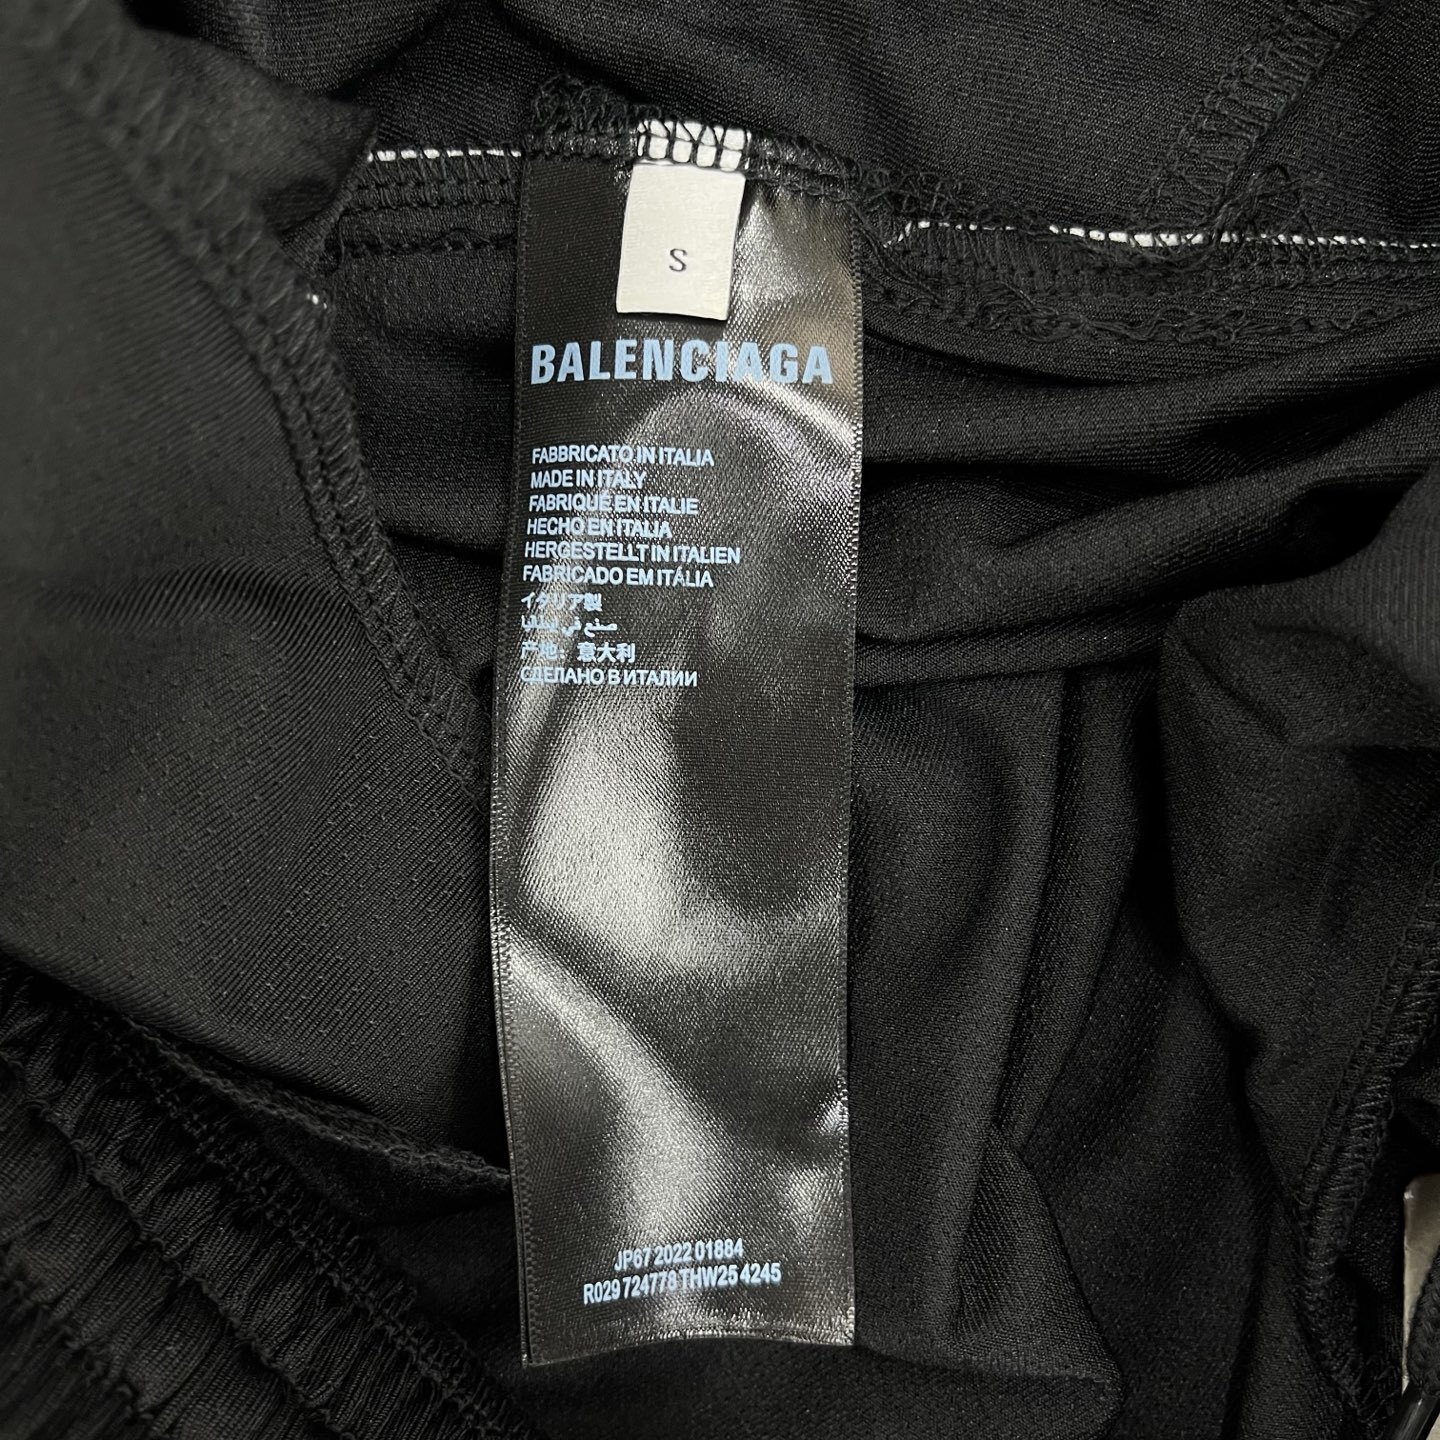 S
BALENCIAGA
FABBRICATO IN ITALIA
MADE IN ITALY
FABRIQUE EN ITALIE
HECHO EN ITALIA
HERGESTELLT IN ITALIEN
FABRICADO EM ITÁLIA
イタリア製
صنع في إيطاليا
产地：意大利
СДЕЛАНО В ИТАЛИИ
JP67 2022 01884
R029 724778 THW25 4245